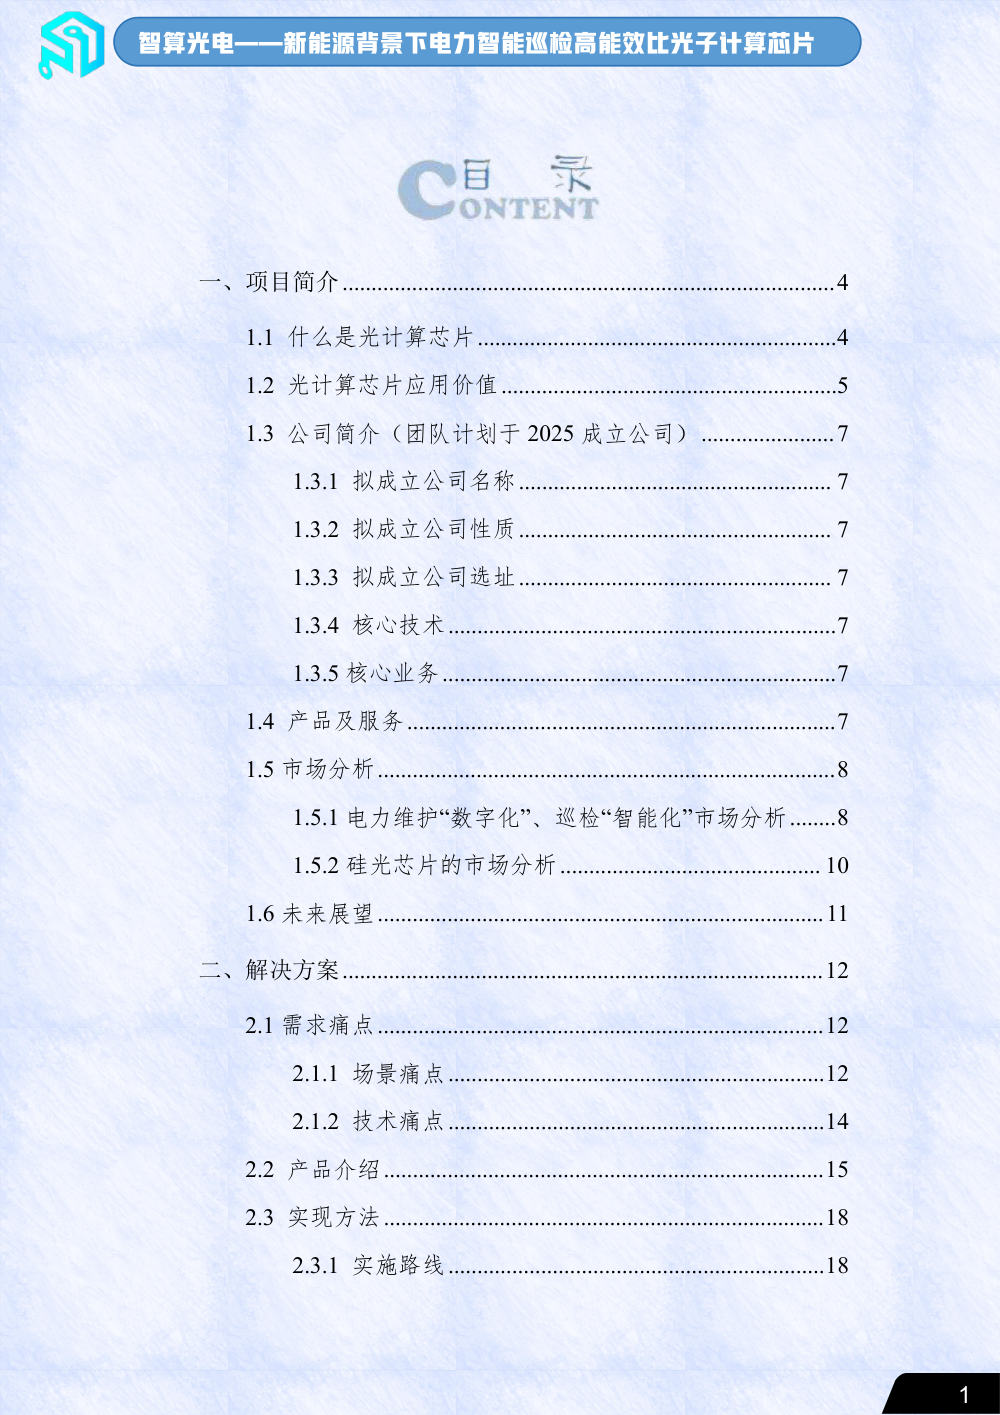 智算光电——新能源背景下电力智能巡检高能效比光子计算芯片
目 录
CONTENT
一、项目简介....................4
1.1 什么是光计算芯片....................4
1.2 光计算芯片应用价值....................5
1.3 公司简介（团队计划于 2025 成立公司）....................7
1.3.1 拟成立公司名称....................7
1.3.2 拟成立公司性质....................7
1.3.3 拟成立公司选址....................7
1.3.4 核心技术....................7
1.3.5 核心业务....................7
1.4 产品及服务....................7
1.5 市场分析....................8
1.5.1 电力维护“数字化”、巡检“智能化”市场分析........8
1.5.2 硅光芯片的市场分析....................10
1.6 未来展望....................11
二、解决方案....................12
2.1 需求痛点....................12
2.1.1 场景痛点....................12
2.1.2 技术痛点....................14
2.2 产品介绍....................15
2.3 实现方法....................18
2.3.1 实施路线....................18
1